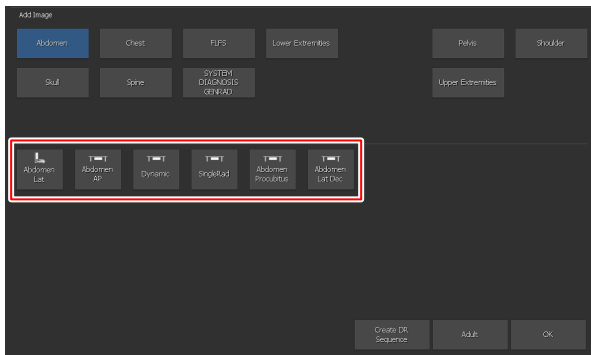 Add Image
Abdomen Chest FLFS Lower Extremities Pelvis Shoulder
Skull Spine SYSTEM DIAGNOSIS GENRAD Upper Extremities
Abdomen Lat Abdomen AP Dynamic SingleRad Abdomen Procubitus Abdomen Lat Dec
Create DR Sequence Adult OK